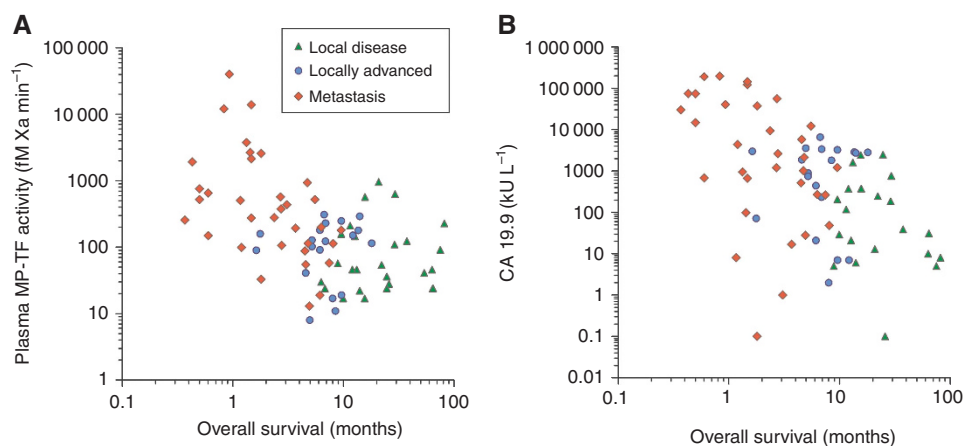 A
Plasma MP-TF activity (fM Xa min⁻¹)
100 000
10 000
1000
100
10
1
0.1
1
10
100
Overall survival (months)
Local disease
Locally advanced
Metastasis
B
CA 19.9 (kU L⁻¹)
1 000 000
100 000
10 000
1000
100
10
1
0.1
0.01
0.1
1
10
100
Overall survival (months)